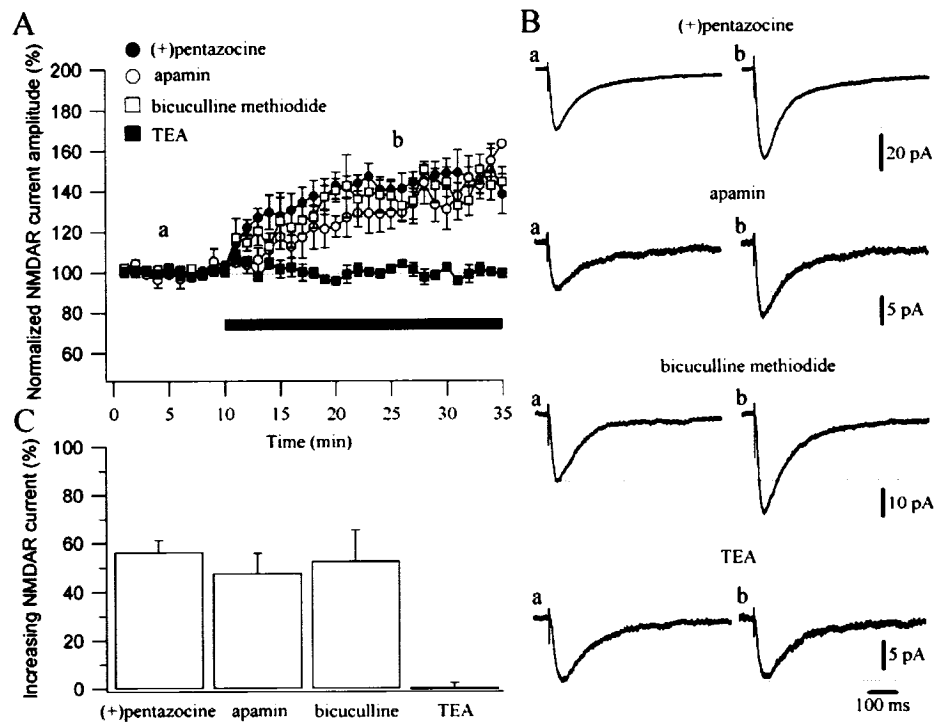 A
(+)pentazocine
apamin
bicuculline methiodide
TEA
Normalized NMDAR current amplitude (%)
200
180
160
140
120
100
80
60
a
b
0
5
10
15
20
25
30
35
Time (min)
B
(+)pentazocine
a
b
20 pA
apamin
a
b
5 pA
bicuculline methiodide
a
b
10 pA
TEA
a
b
5 pA
100 ms
C
Increasing NMDAR current (%)
100
80
60
40
20
0
(+)pentazocine
apamin
bicuculline
TEA